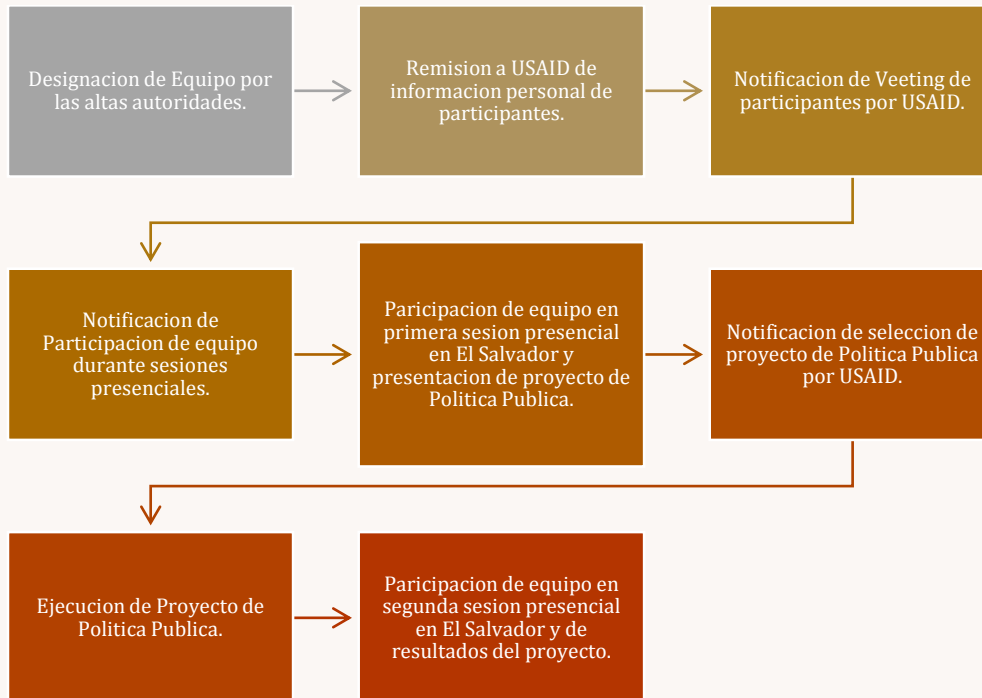 Designacion de Equipo por
las altas autoridades.
Remision a USAID de
informacion personal de
participantes.
Notificacion de Veeting de
participantes por USAID.
Notificacion de
Participacion de equipo
durante sesiones
presenciales.
Paricipacion de equipo en
primera sesion presencial
en El Salvador y
presentacion de proyecto de
Politica Publica.
Notificacion de seleccion de
proyecto de Politica Publica
por USAID.
Ejecucion de Proyecto de
Politica Publica.
Paricipacion de equipo en
segunda sesion presencial
en El Salvador y de
resultados del proyecto.